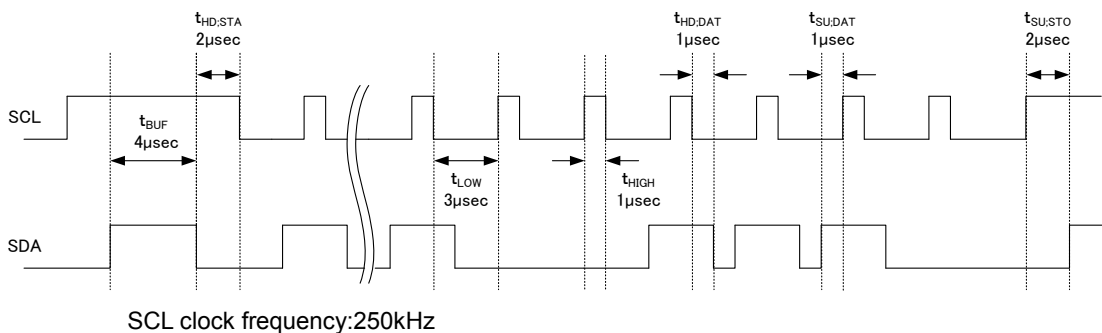 tHD;STA
2μsec
tHD;DAT
1μsec
tSU;DAT
1μsec
tSU;STO
2μsec
SCL
tBUF
4μsec
tLOW
3μsec
tHIGH
1μsec
SDA
SCL clock frequency:250kHz